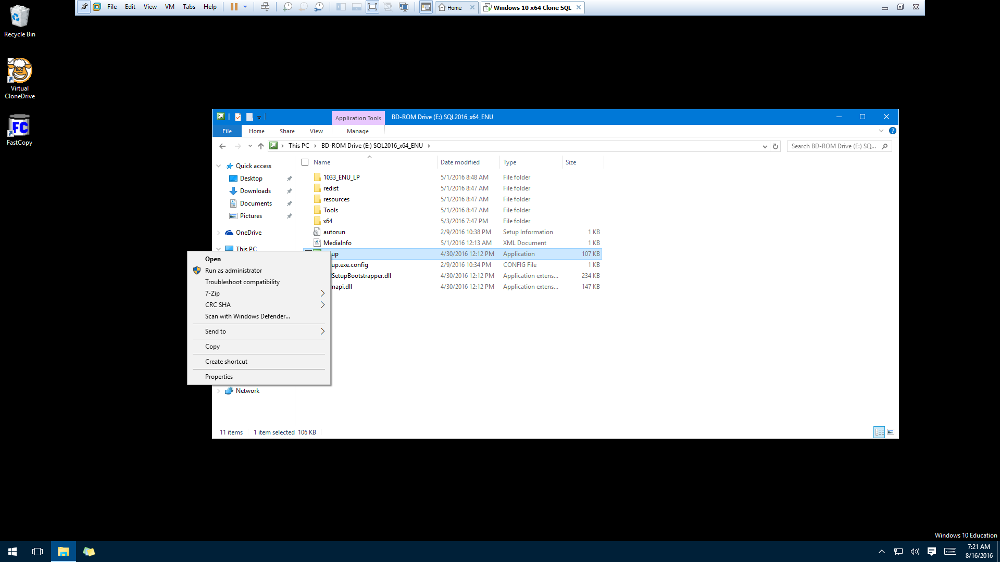 File Edit View VM Tabs Help
Home
Windows 10 x64 Clone SQL
Recycle Bin
Virtual
CloneDrive
FC
FastCopy
Application Tools
BD-ROM Drive (E:) SQL2016_x64_ENU
File Home Share View Manage
This PC
BD-ROM Drive (E:) SQL2016_x64_ENU
Search BD-ROM Drive (E:) SQ...
Name Date modified Type Size
Quick access
Desktop
Downloads
Documents
Pictures
OneDrive
This PC
Network
1033_ENU_LP 5/1/2016 8:48 AM File folder
redist 5/1/2016 8:47 AM File folder
resources 5/1/2016 8:47 AM File folder
Tools 5/1/2016 8:47 AM File folder
x64 5/3/2016 7:47 PM File folder
autorun 2/9/2016 10:38 PM Setup Information 1 KB
MediaInfo 5/1/2016 12:13 AM XML Document 1 KB
up 4/30/2016 12:12 PM Application 107 KB
up.exe.config 2/9/2016 10:34 PM CONFIG File 1 KB
lSetupBootstrapper.dll 4/30/2016 12:12 PM Application extens... 234 KB
mapi.dll 4/30/2016 12:12 PM Application extens... 147 KB
Open
Run as administrator
Troubleshoot compatibility
7-Zip
CRC SHA
Scan with Windows Defender...
Send to
Copy
Create shortcut
Properties
11 items 1 item selected 106 KB
Windows 10 Education
7:21 AM
8/16/2016